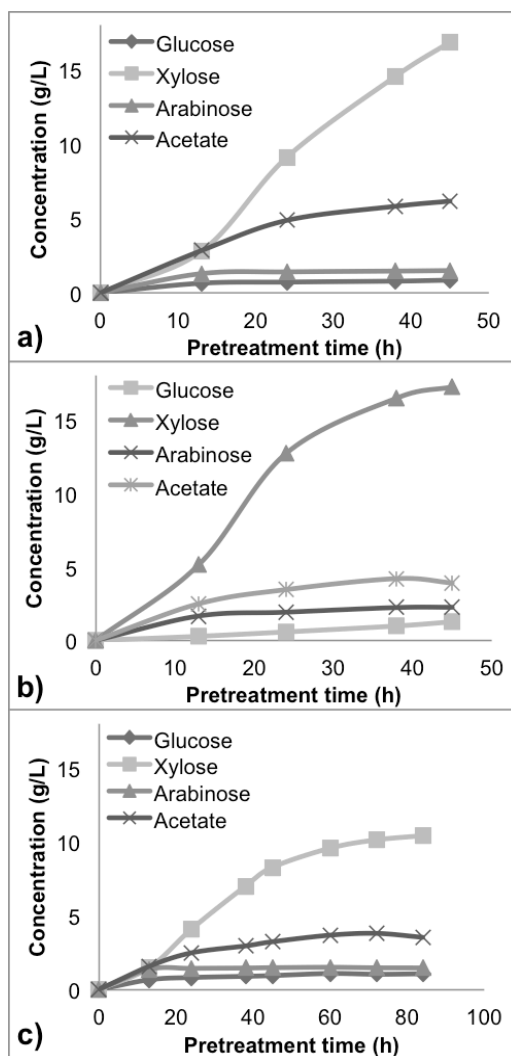 Concentration (g/L)
15
10
5
0
Glucose
Xylose
Arabinose
Acetate
0 10 20 30 40 50
Pretreatment time (h)
a)
Concentration (g/L)
15
10
5
0
Glucose
Xylose
Arabinose
Acetate
0 10 20 30 40 50
Pretreatment time (h)
b)
Concentration (g/L)
15
10
5
0
Glucose
Xylose
Arabinose
Acetate
0 20 40 60 80 100
Pretreatment time (h)
c)